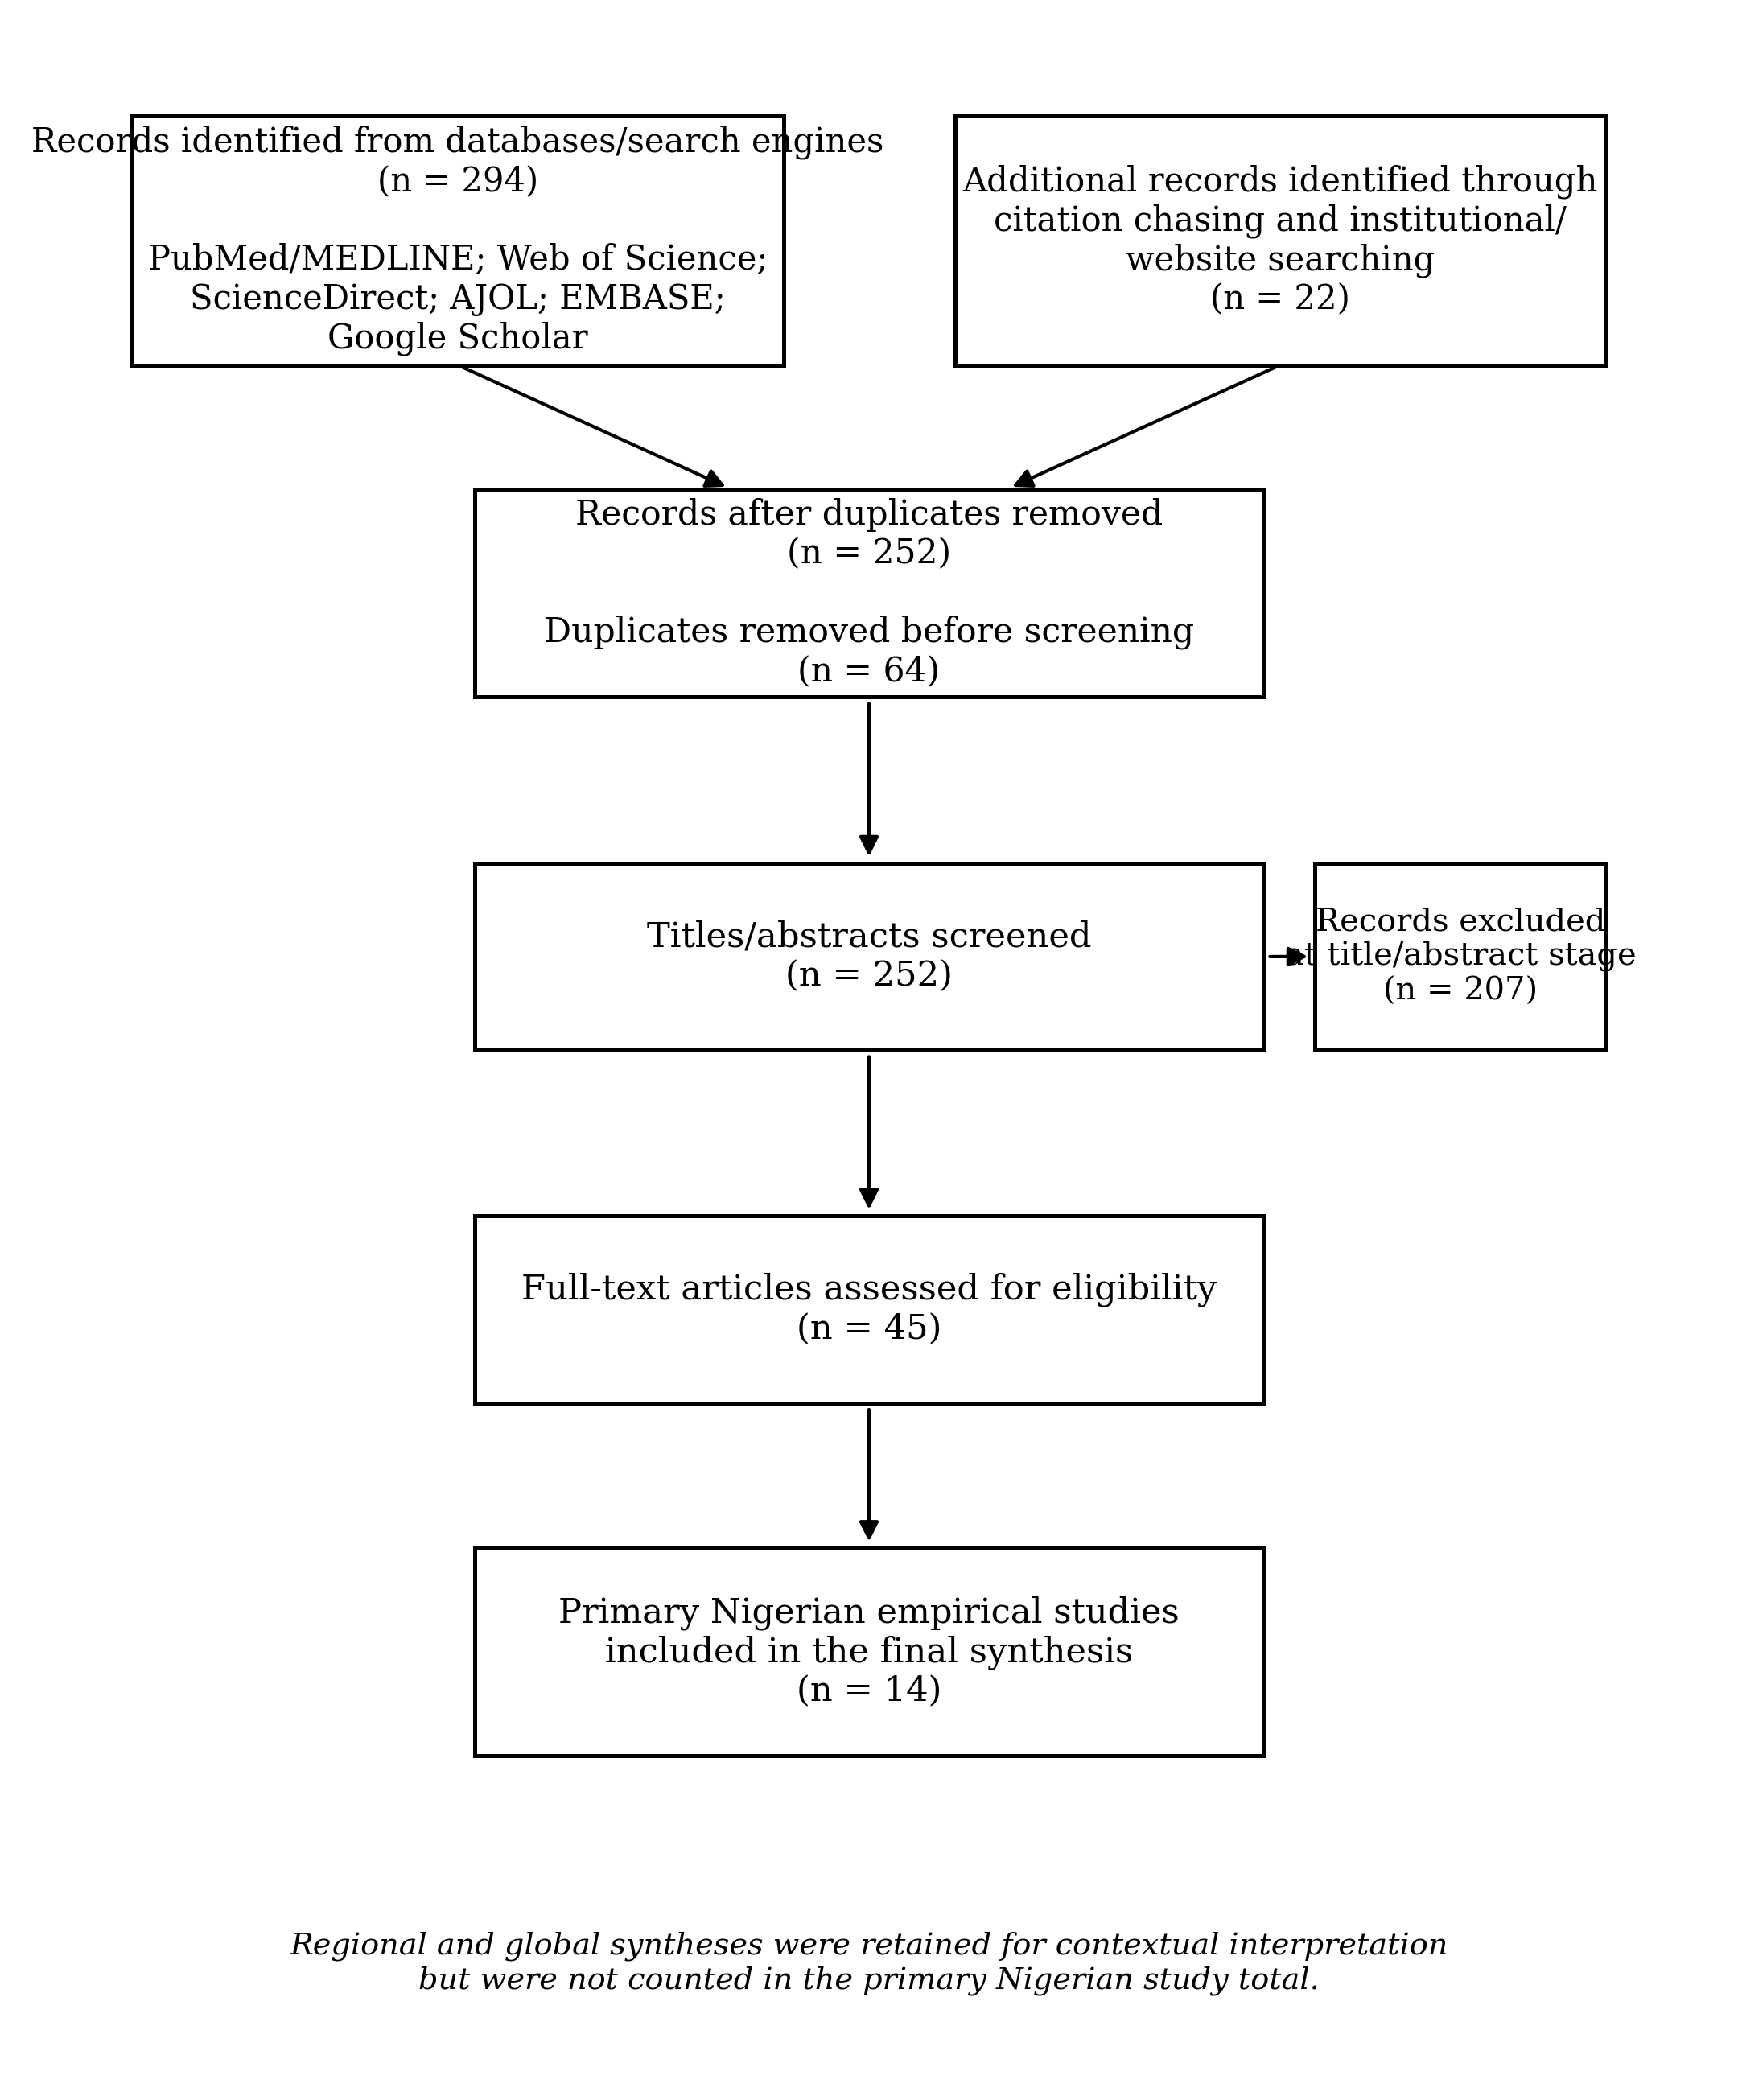 Records identified from databases/search engines
(n = 294)
PubMed/MEDLINE; Web of Science;
ScienceDirect; AJOL; EMBASE;
Google Scholar
Additional records identified through
citation chasing and institutional/
website searching
(n = 22)
Records after duplicates removed
(n = 252)
Duplicates removed before screening
(n = 64)
Titles/abstracts screened
(n = 252)
Records excluded
at title/abstract stage
(n = 207)
Full-text articles assessed for eligibility
(n = 45)
Primary Nigerian empirical studies
included in the final synthesis
(n = 14)
Regional and global syntheses were retained for contextual interpretation
but were not counted in the primary Nigerian study total.